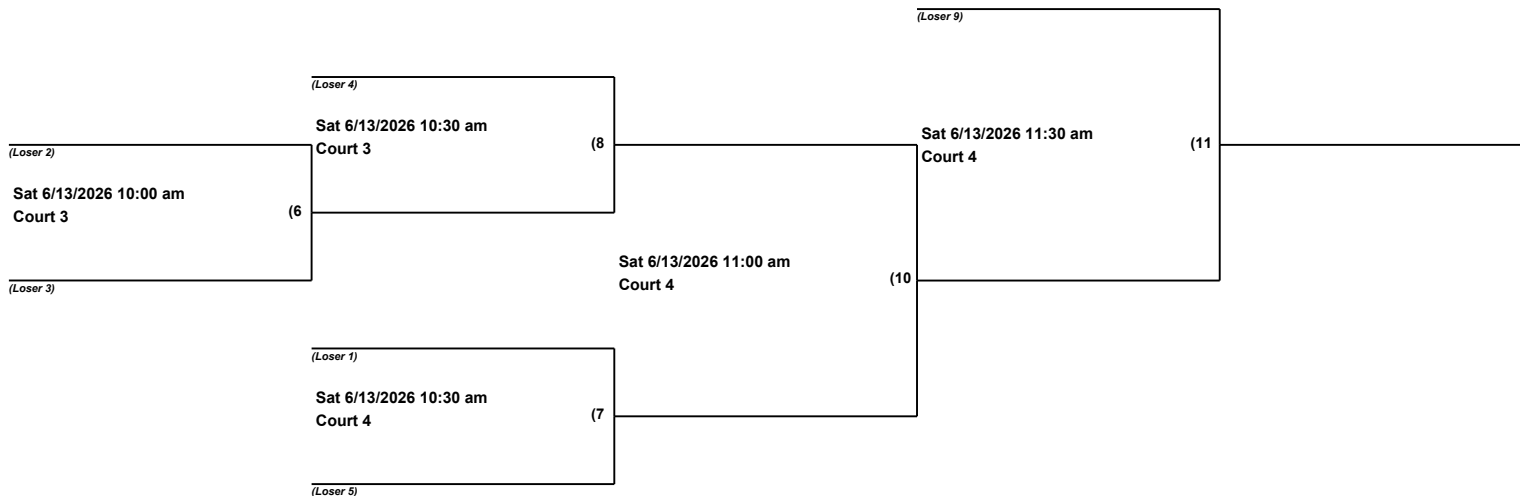 (Loser 9)
(Loser 4)
Sat 6/13/2026 10:30 am
Court 3
(8
Sat 6/13/2026 11:30 am
Court 4
(11
(Loser 2)
Sat 6/13/2026 10:00 am
Court 3
(6
Sat 6/13/2026 11:00 am
Court 4
(10
(Loser 3)
(Loser 1)
Sat 6/13/2026 10:30 am
Court 4
(7
(Loser 5)